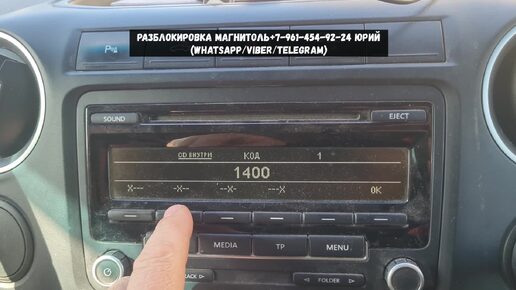 РАЗБЛОКИРОВКА МАГНИТОЛЬ+7-961-454-92-24 ЮРИЙ
(WHATSAPP/VIBER/TELEGRAM)
SOUND
EJECT
CD ВНУТРИ КОД 1
1400
X--- -X-- --X- ---X OK
MEDIA TP MENU
TRACK FOLDER